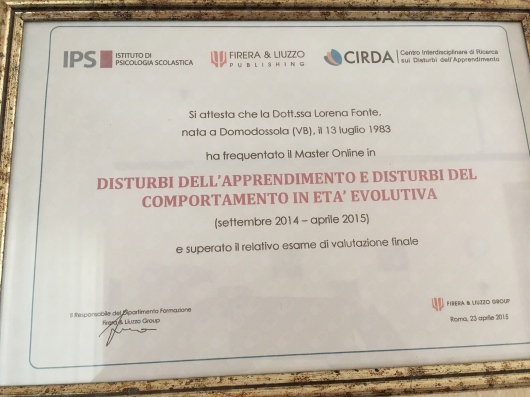 IPS ISTITUTO DI PSICOLOGIA SCOLASTICA
FIRERA & LIUZZO PUBLISHING
CIRDA Centro Interdisciplinare di Ricerca sui Disturbi dell'Apprendimento
Si attesta che la Dott.ssa Lorena Fonte,
nata a Domodossola (VB), il 13 luglio 1983
ha frequentato il Master Online in
DISTURBI DELL'APPRENDIMENTO E DISTURBI DEL
COMPORTAMENTO IN ETA' EVOLUTIVA
(settembre 2014 – aprile 2015)
e superato il relativo esame di valutazione finale
Il Responsabile del Dipartimento Formazione
Firera & Liuzzo Group
FIRERA & LIUZZO GROUP
Roma, 23 aprile 2015